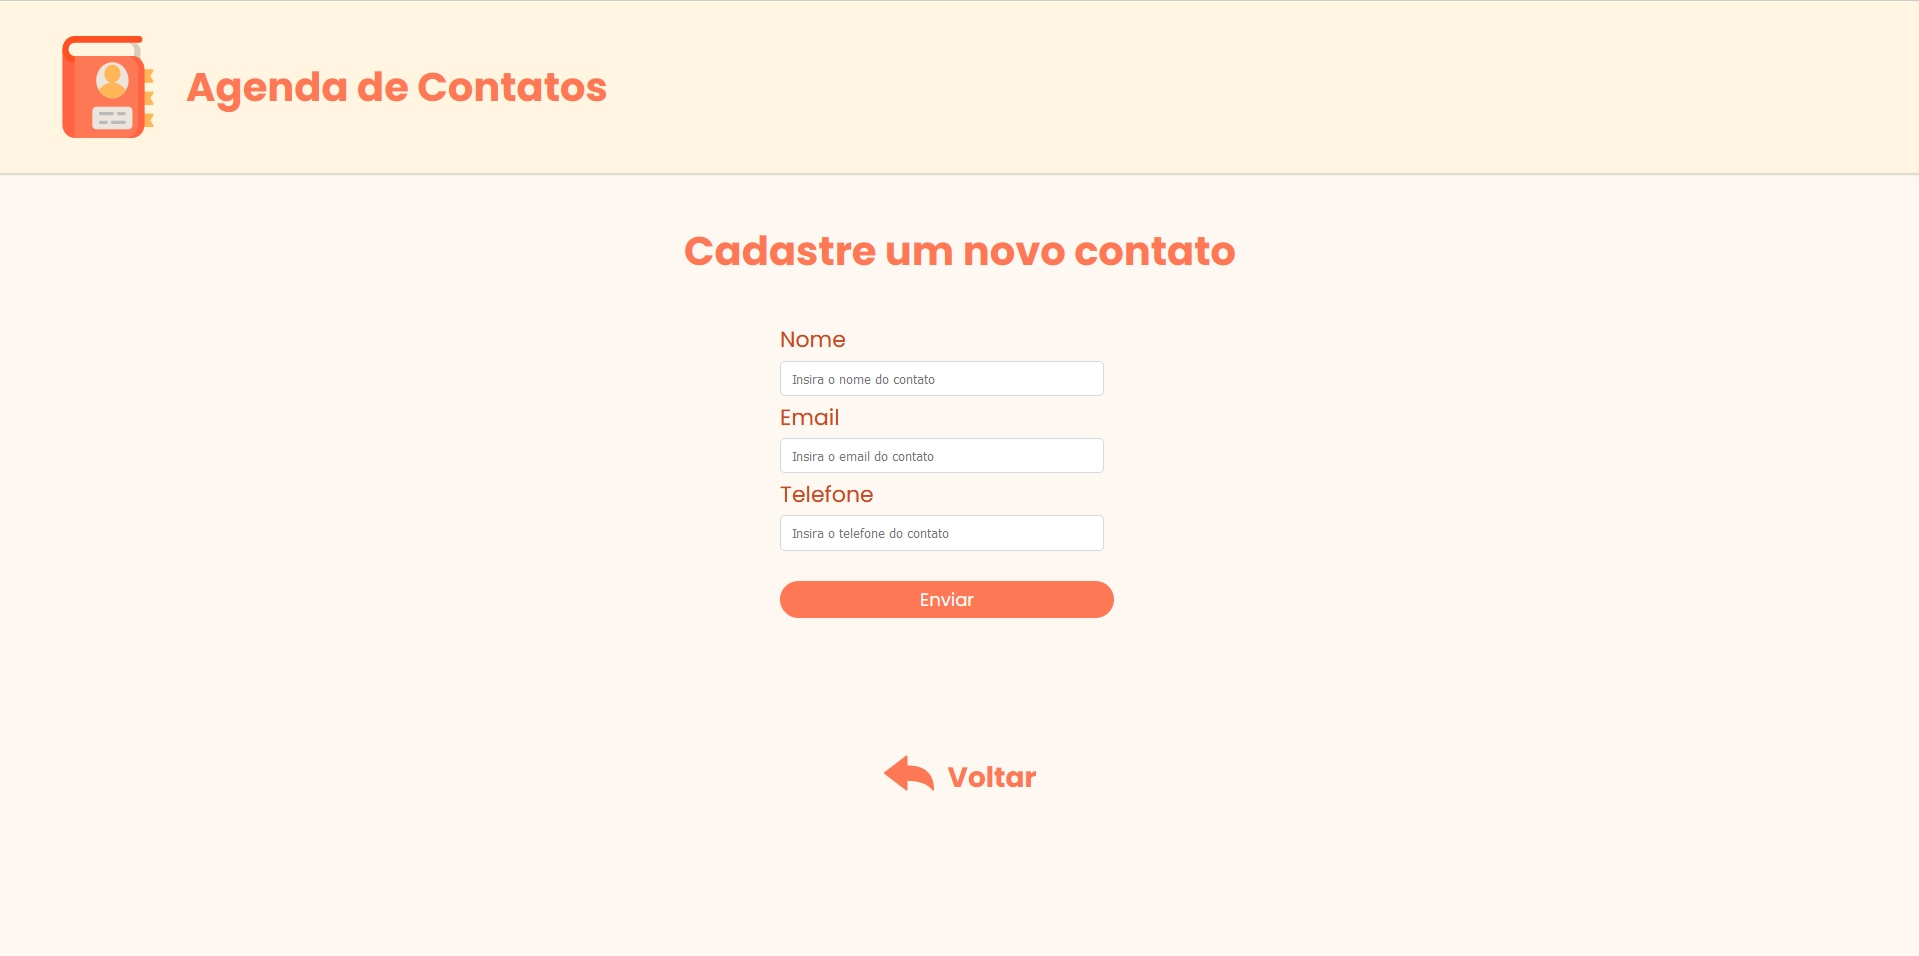 Agenda de Contatos
Cadastre um novo contato
Nome
Insira o nome do contato
Email
Insira o email do contato
Telefone
Insira o telefone do contato
Enviar
Voltar